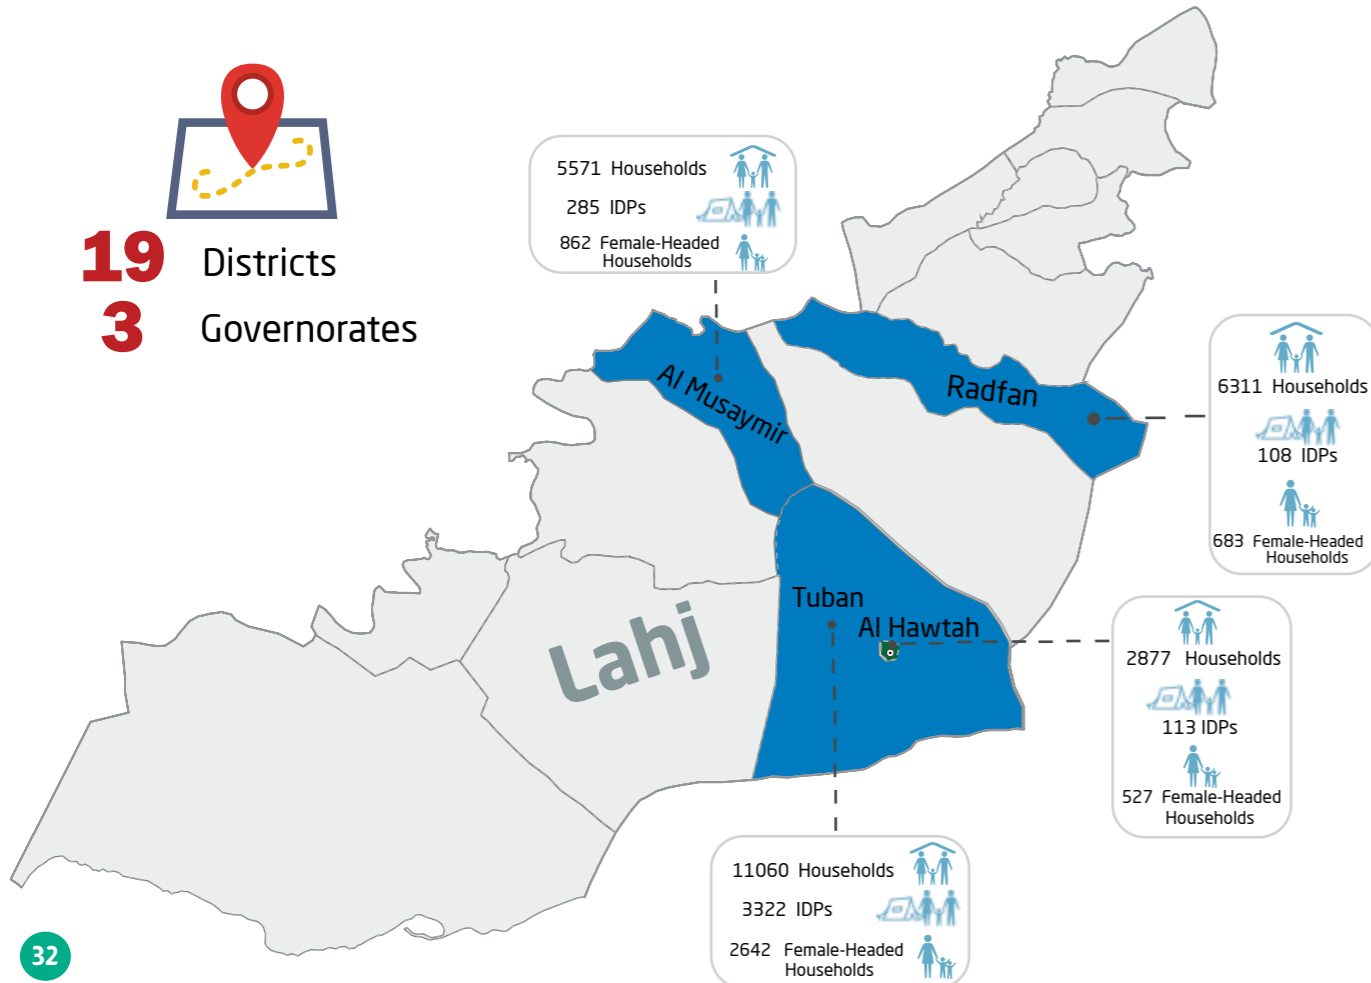 19 Districts
3 Governorates
5571 Households
285 IDPs
862 Female-Headed
Households
Al Musaymir
Radfan
6311 Households
108 IDPs
683 Female-Headed
Households
Tuban
Al Hawtah
Lahj
2877 Households
113 IDPs
527 Female-Headed
Households
11060 Households
3322 IDPs
2642 Female-Headed
Households
32